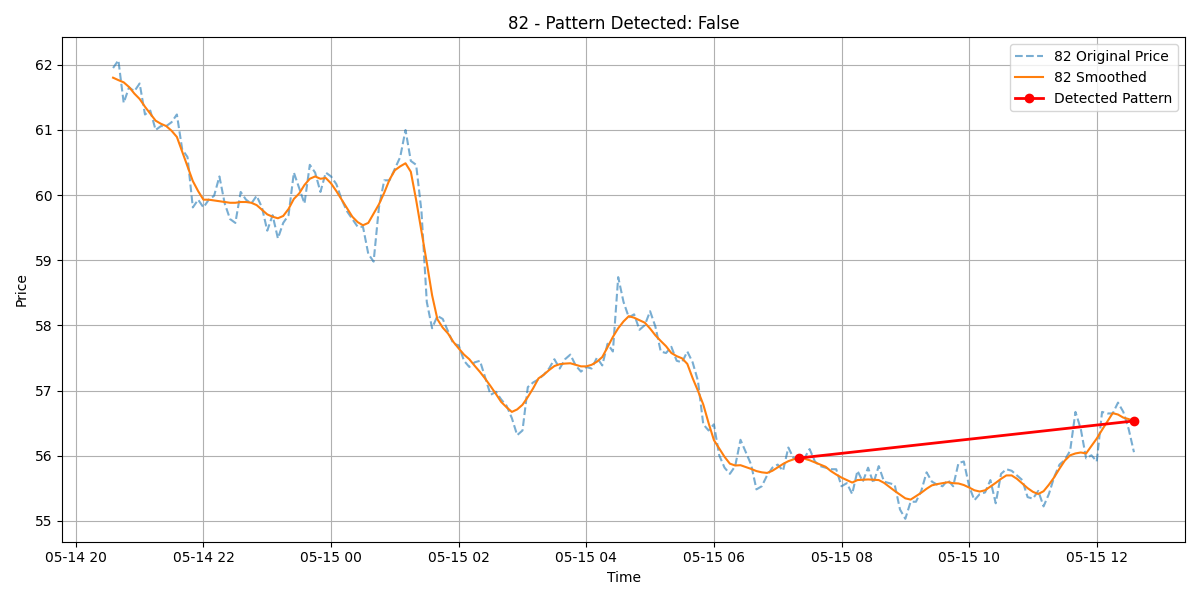 82 - Pattern Detected: False
82 Original Price
82 Smoothed
Detected Pattern
Price
62
61
60
59
58
57
56
55
05-14 20 05-14 22 05-15 00 05-15 02 05-15 04 05-15 06 05-15 08 05-15 10 05-15 12
Time